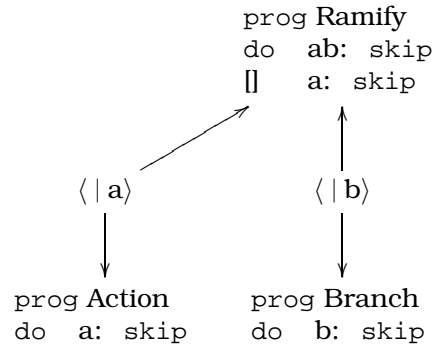 prog Ramify
do ab: skip
[] a: skip
⟨ | a⟩ ⟨ | b⟩
prog Action prog Branch
do a: skip do b: skip